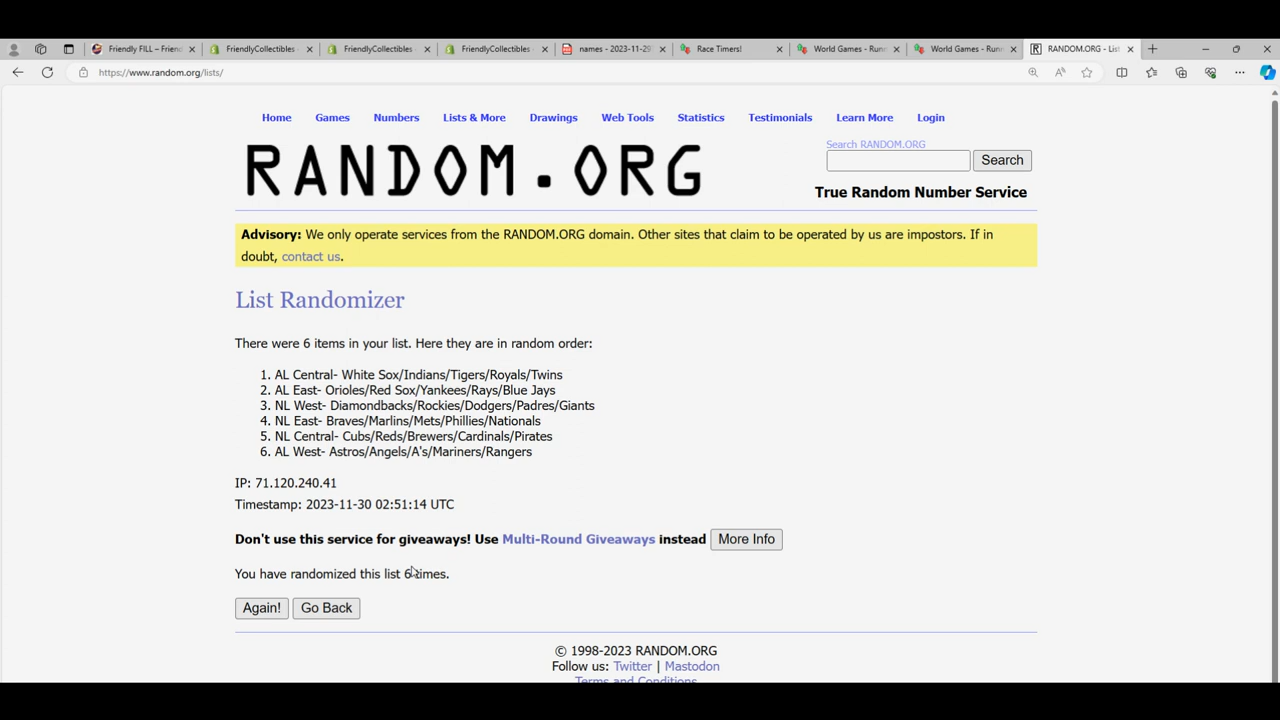 Friendly FILL – Friend
FriendlyCollectibles
FriendlyCollectibles
FriendlyCollectibles
names - 2023-11-29
Race Timers!
World Games - Runn
World Games - Runn
RANDOM.ORG - List
https://www.random.org/lists/
Home Games Numbers Lists & More Drawings Web Tools Statistics Testimonials Learn More Login
RANDOM.ORG
Search RANDOM.ORG
Search
True Random Number Service
Advisory: We only operate services from the RANDOM.ORG domain. Other sites that claim to be operated by us are impostors. If in
doubt, contact us.
List Randomizer
There were 6 items in your list. Here they are in random order:
1. AL Central- White Sox/Indians/Tigers/Royals/Twins
2. AL East- Orioles/Red Sox/Yankees/Rays/Blue Jays
3. NL West- Diamondbacks/Rockies/Dodgers/Padres/Giants
4. NL East- Braves/Marlins/Mets/Phillies/Nationals
5. NL Central- Cubs/Reds/Brewers/Cardinals/Pirates
6. AL West- Astros/Angels/A's/Mariners/Rangers
IP: 71.120.240.41
Timestamp: 2023-11-30 02:51:14 UTC
Don't use this service for giveaways! Use Multi-Round Giveaways instead More Info
You have randomized this list 6 times.
Again! Go Back
© 1998-2023 RANDOM.ORG
Follow us: Twitter | Mastodon
Terms and Conditions